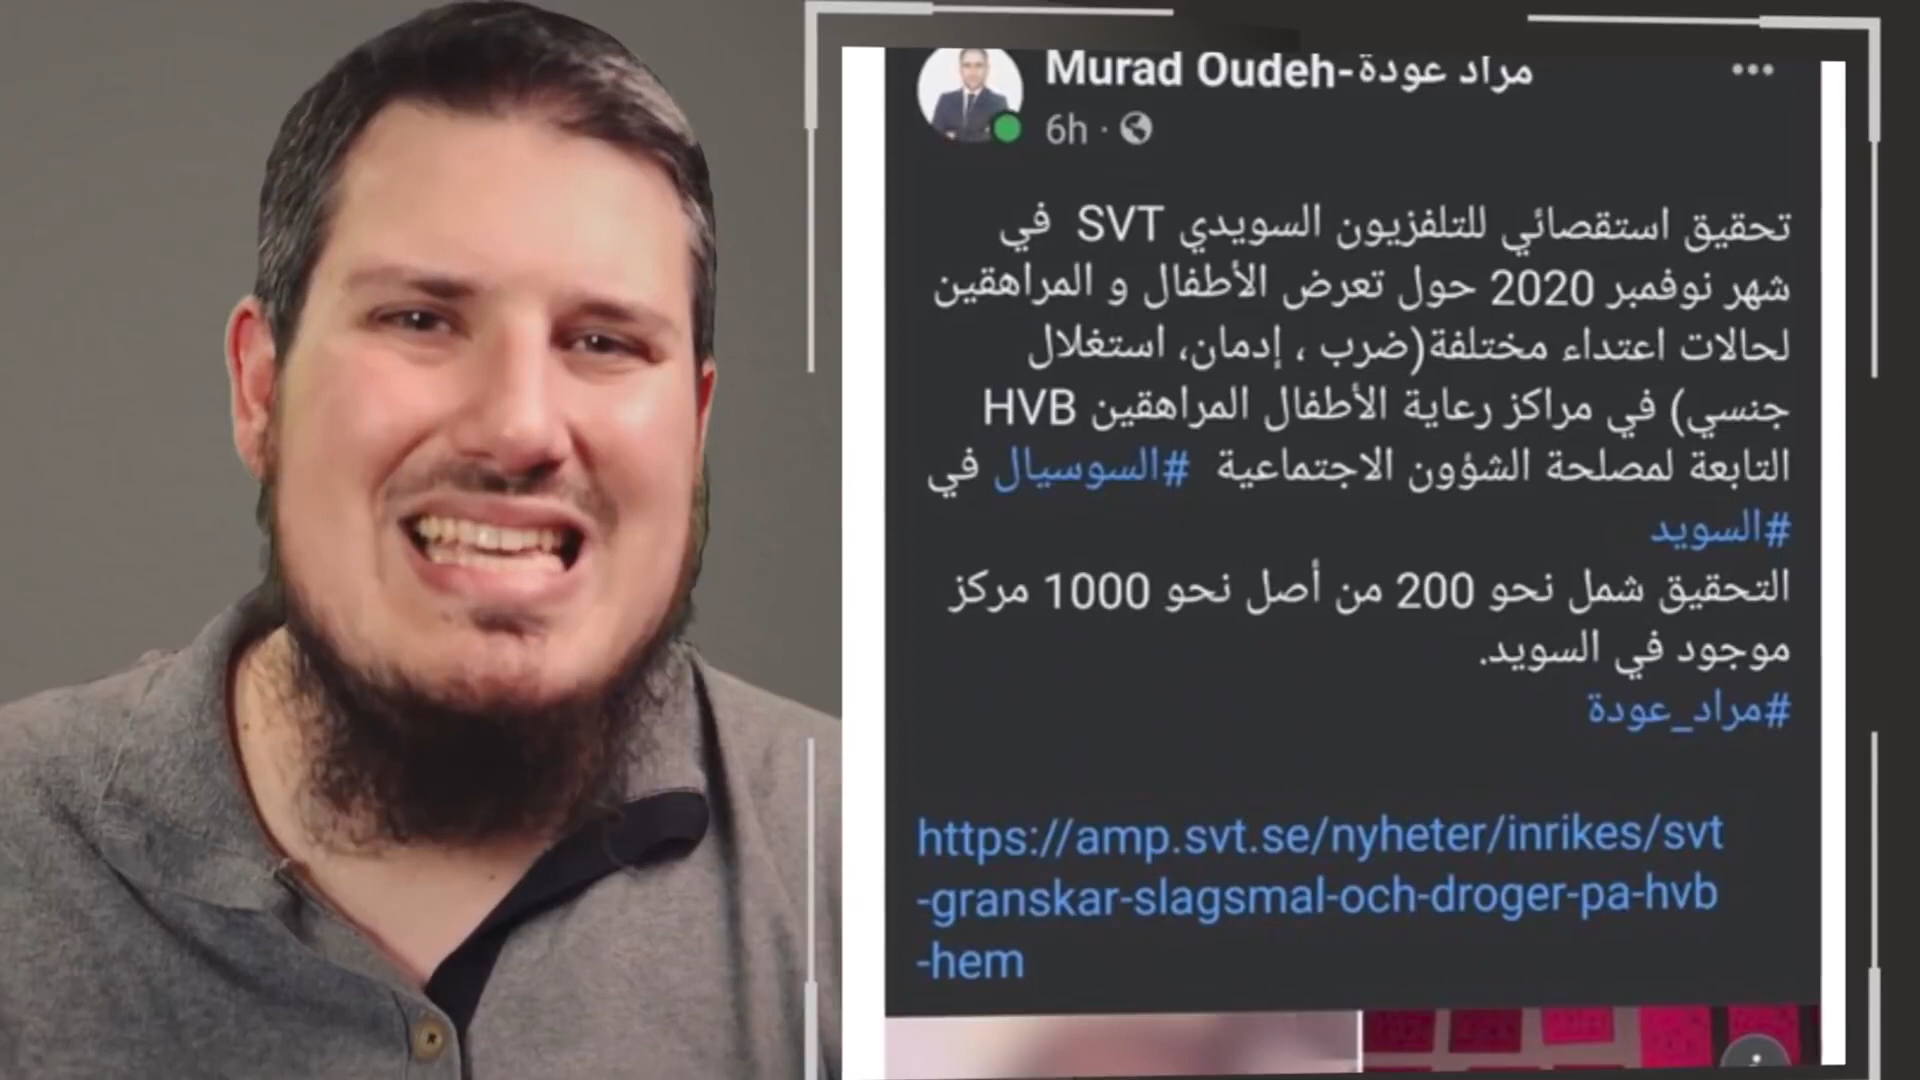 Murad Oudeh-مراد عودة
6h ·
تحقيق استقصائي للتلفزيون السويدي SVT في
شهر نوفمبر 2020 حول تعرض الأطفال و المراهقين
لحالات اعتداء مختلفة(ضرب ، إدمان، استغلال
جنسي) في مراكز رعاية الأطفال المراهقين HVB
التابعة لمصلحة الشؤون الاجتماعية #السوسيال في
#السويد
التحقيق شمل نحو 200 من أصل نحو 1000 مركز
موجود في السويد.
#مراد_عودة
https://amp.svt.se/nyheter/inrikes/svt
-granskar-slagsmal-och-droger-pa-hvb
-hem